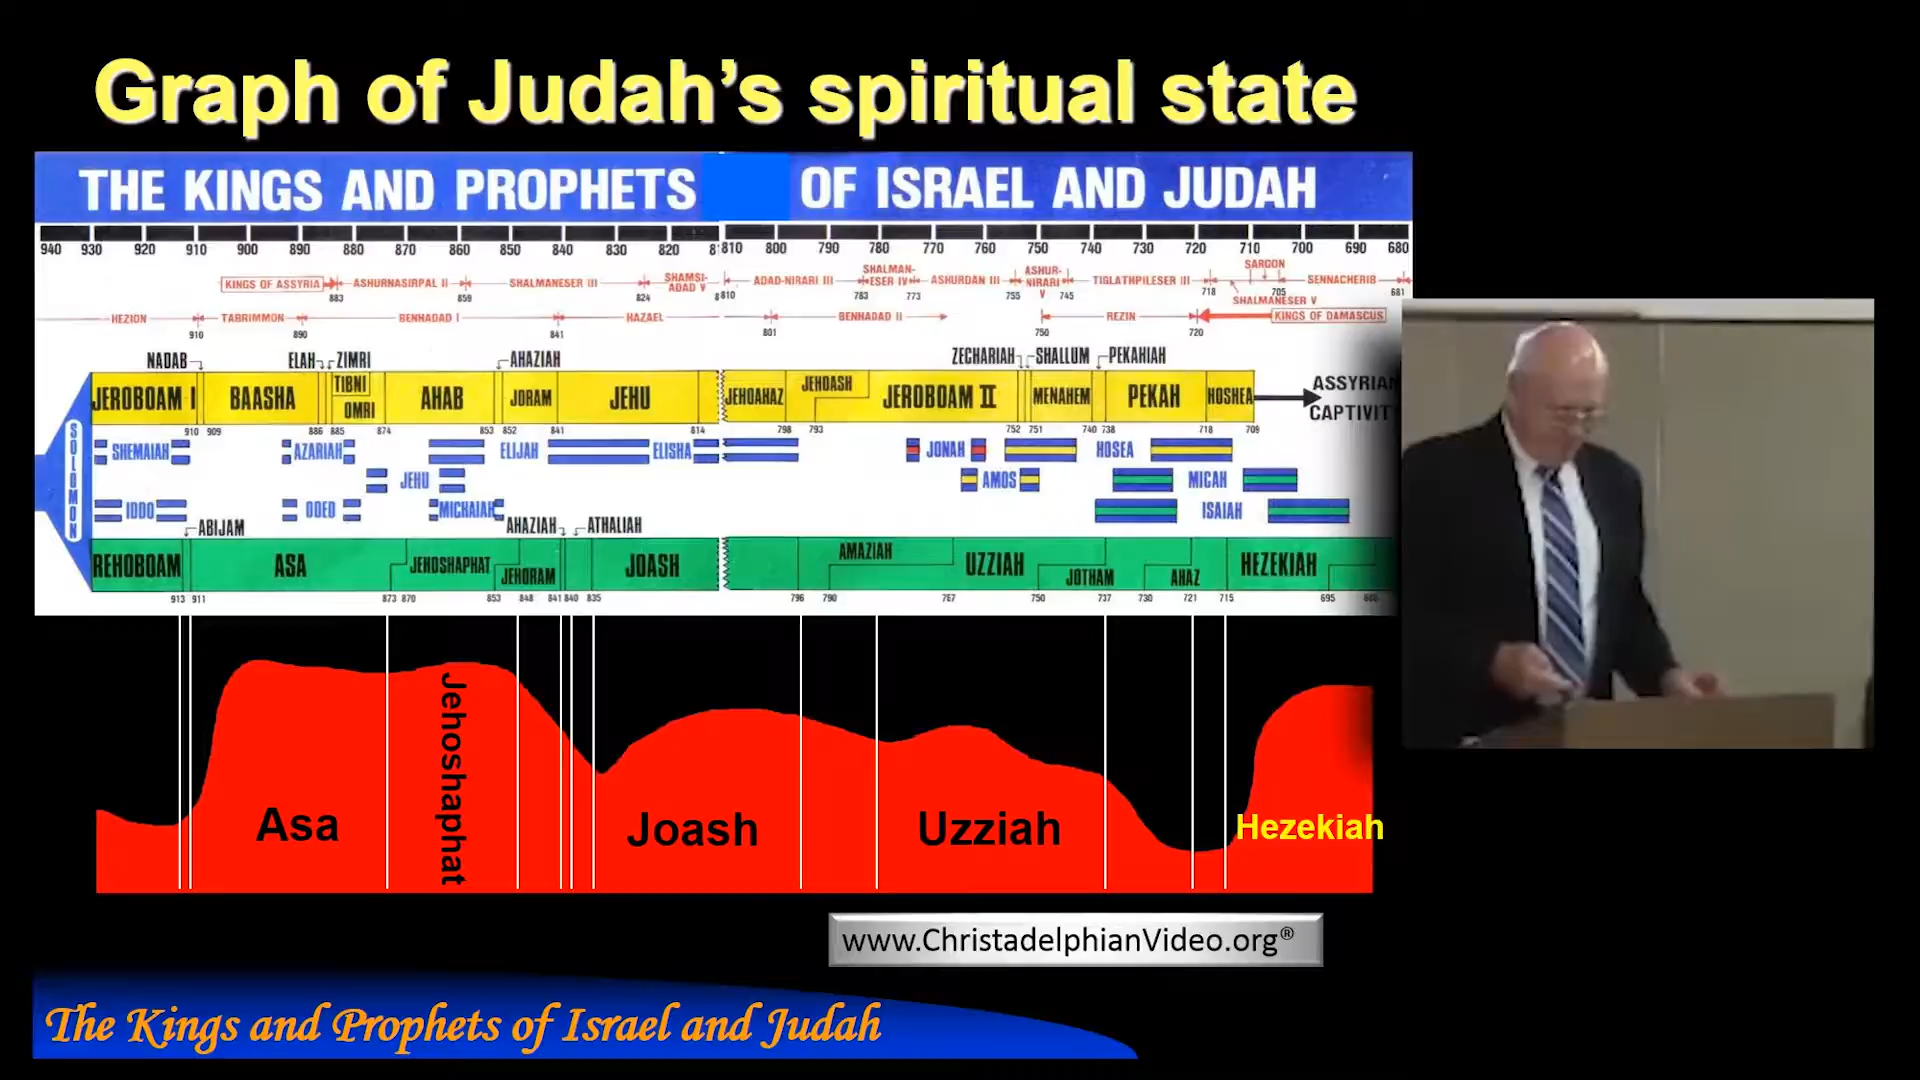 Graph of Judah’s spiritual state
THE KINGS AND PROPHETS OF ISRAEL AND JUDAH
940 930 920 910 900 890 880 870 860 850 840 830 820 81 810 800 790 780 770 760 750 740 730 720 710 700 690 680
KINGS OF ASSYRIA ASHURNASIRPAL II SHALMANESER III SHAMSI-ADAD V ADAD-NIRARI III SHALMAN-ESER IV ASHURDAN III ASHUR-NIRARI V TIGLATHPILESER III SARGON SENNACHERIB
883 859 824 8 810 783 773 755 745 718 705 681
SHALMANESER V
HEZION TABRIMMON BENHADAD I HAZAEL BENHADAD II REZIN KINGS OF DAMASCUS
910 890 841 801 750 720
NADAB ELAH ZIMRI AHAZIAH ZECHARIAH SHALLUM PEKAHIAH
JEROBOAM I BAASHA TIBNI OMRI AHAB JORAM JEHU JEHOAHAZ JEHOASH JEROBOAM II MENAHEM PEKAH HOSHEA ASSYRIAN CAPTIVIT
910 909 886 885 874 853 852 841 814 798 793 752 751 740 738 718 709
SOLOMON
SHEMAIAH AZARIAH ELIJAH ELISHA JONAH HOSEA
JEHU AMOS MICAH
IDDO ODED MICHAIAH ISAIAH
ABIJAM AHAZIAH ATHALIAH
REHOBOAM ASA JEHOSHAPHAT JEHORAM JOASH AMAZIAH UZZIAH JOTHAM AHAZ HEZEKIAH
913 911 873 870 853 848 841 840 835 796 790 767 750 737 730 721 715 695
Asa
Jehoshaphat
Joash
Uzziah
Hezekiah
www.ChristadelphianVideo.org®
The Kings and Prophets of Israel and Judah